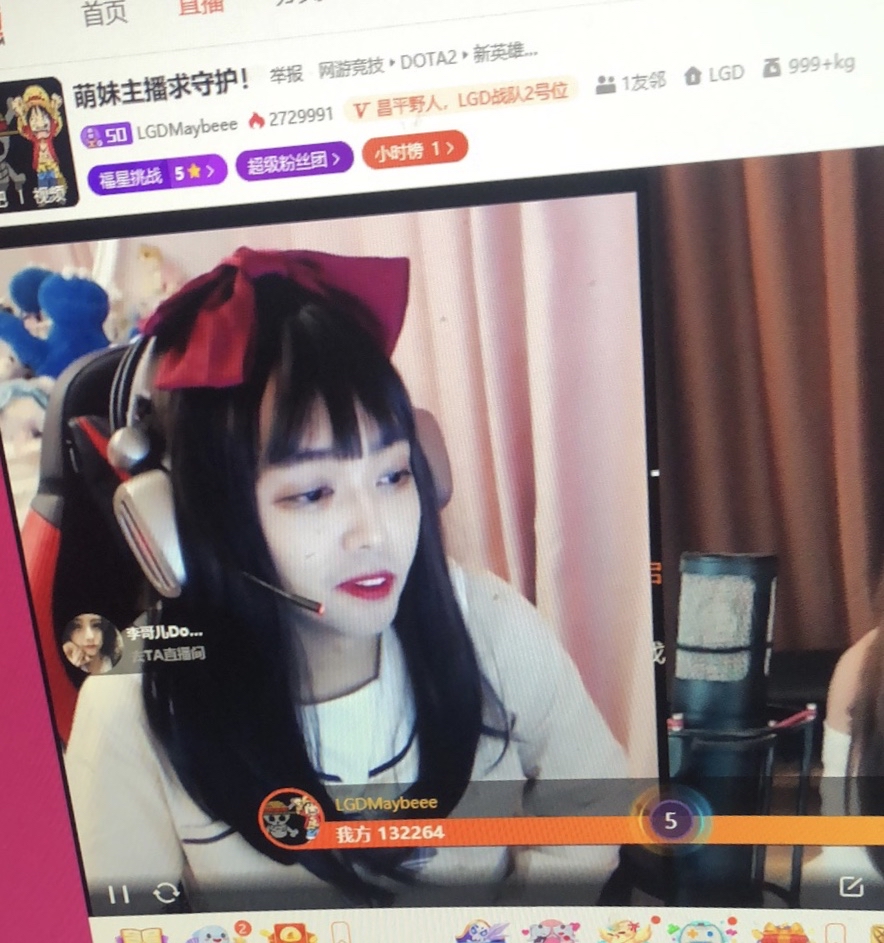 首页 直播
萌妹主播求守护! 举报 网游竞技 DOTA2 新英雄...
50 LGDMaybeee 2729991 V 昌平野人,LGD战队2号位 1友邻 LGD 999+kg
视频 福星挑战 5 超级粉丝团 小时榜 1
李哥儿Do...
去TA直播间
LGDMaybeee
我方 132264
5
2